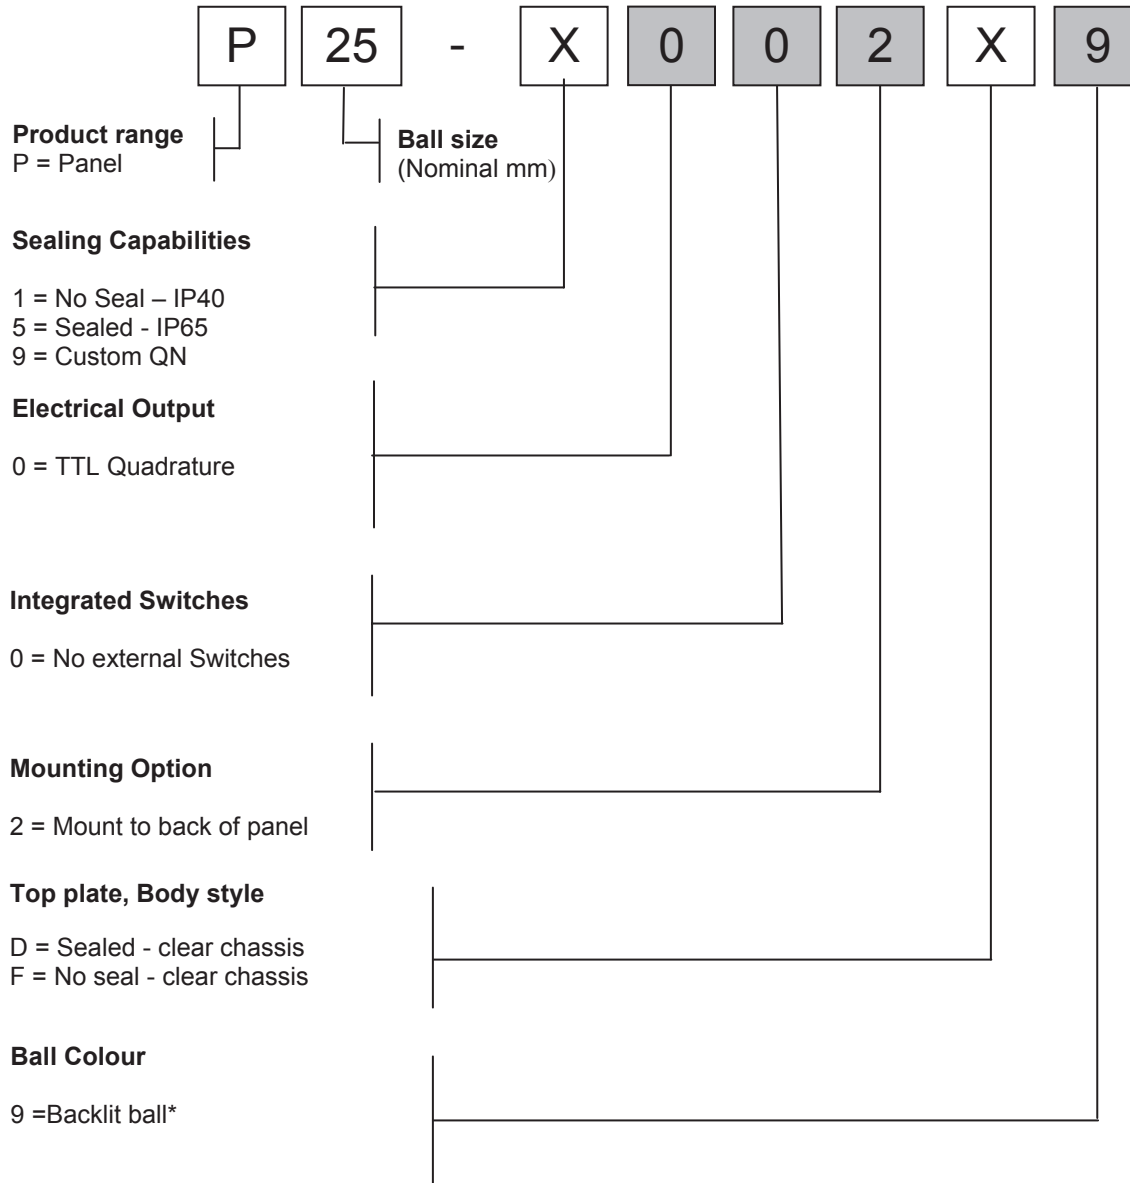 P 25 - X 0 0 2 X 9
Product range
P = Panel
Ball size
(Nominal mm)
Sealing Capabilities
1 = No Seal – IP40
5 = Sealed - IP65
9 = Custom QN
Electrical Output
0 = TTL Quadrature
Integrated Switches
0 = No external Switches
Mounting Option
2 = Mount to back of panel
Top plate, Body style
D = Sealed - clear chassis
F = No seal - clear chassis
Ball Colour
9 =Backlit ball*